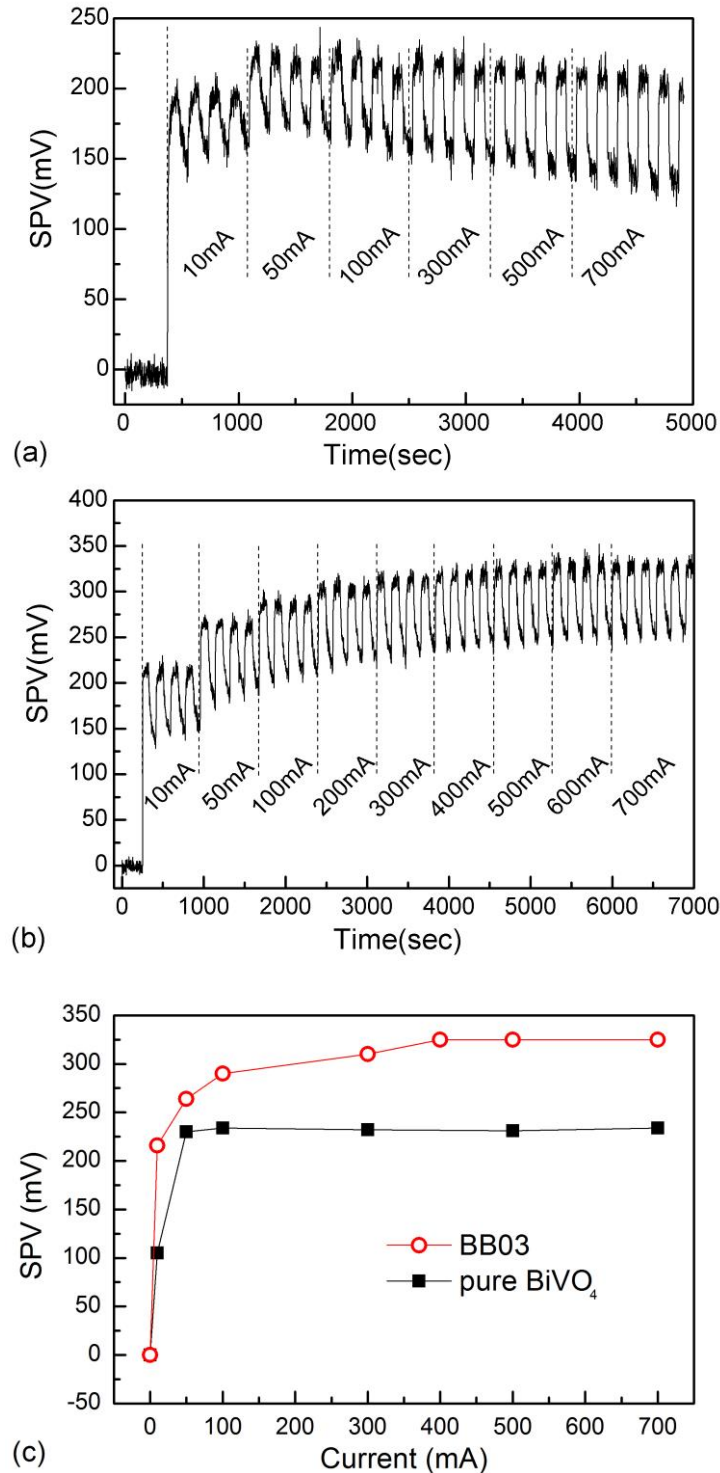 250
200
150
100
50
0
SPV(mV)
10mA
50mA
100mA
300mA
500mA
700mA
0 1000 2000 3000 4000 5000
Time(sec)
(a)
400
350
300
250
200
150
100
50
0
SPV(mV)
10mA
50mA
100mA
200mA
300mA
400mA
500mA
600mA
700mA
0 1000 2000 3000 4000 5000 6000 7000
Time(sec)
(b)
350
300
250
200
150
100
50
0
-50
SPV (mV)
BB03
pure BiVO₄
0 100 200 300 400 500 600 700
Current (mA)
(c)